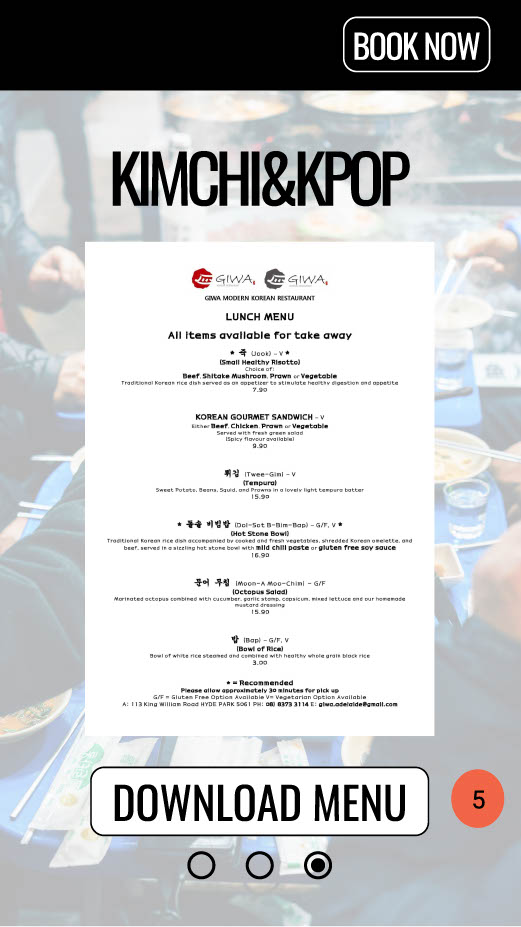 BOOK NOW
KIMCHI&KPOP
GIWA GIWA
GIWA MODERN KOREAN RESTAURANT
LUNCH MENU
All items available for take away
* 죽 (Jook) - V *
(Small Healthy Risotto)
Choice of:
Beef, Shitake Mushroom, Prawn or Vegetable
Traditional Korean rice dish served as an appetizer to stimulate healthy digestion and appetite
7.90
KOREAN GOURMET SANDWICH - V
Either Beef, Chicken, Prawn or Vegetable
Served with fresh green salad
(Spicy flavour available)
9.90
튀김 (Twee-Gim) - V
(Tempura)
Sweet Potato, Beans, Squid, and Prawns in a lovely light tempura batter
15.90
* 돌솥 비빔밥 (Dol-Sot B-Bim-Bap) - G/F, V *
(Hot Stone Bowl)
Traditional Korean rice dish accompanied by cooked and fresh vegetables, shredded Korean omelette, and
beef, served in a sizzling hot stone bowl with mild chili paste or gluten free soy sauce
16.90
문어 무침 (Moon-A Moo-Chim) - G/F
(Octopus Salad)
Marinated octopus combined with cucumber, garlic stamp, capsicum, mixed lettuce and our homemade
mustard dressing
15.90
밥 (Bap) - G/F, V
(Bowl of Rice)
Bowl of white rice steamed and combined with healthy whole grain black rice
3.00
* = Recommended
Please allow approximately 30 minutes for pick up
G/F = Gluten Free Option Available V= Vegetarian Option Available
A: 113 King William Road HYDE PARK 5061 PH: 08) 8373 3114 E: giwa.adelaide@gmail.com
DOWNLOAD MENU
5